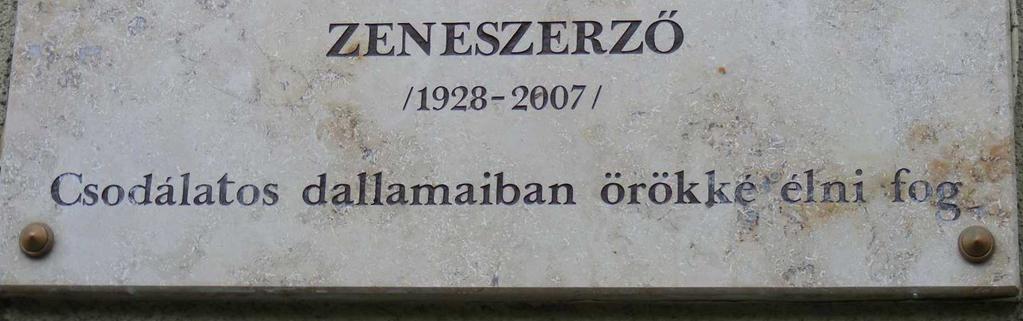 ZENESZERZŐ
/1928-2007/
Csodálatos dallamaiban örökké élni fog